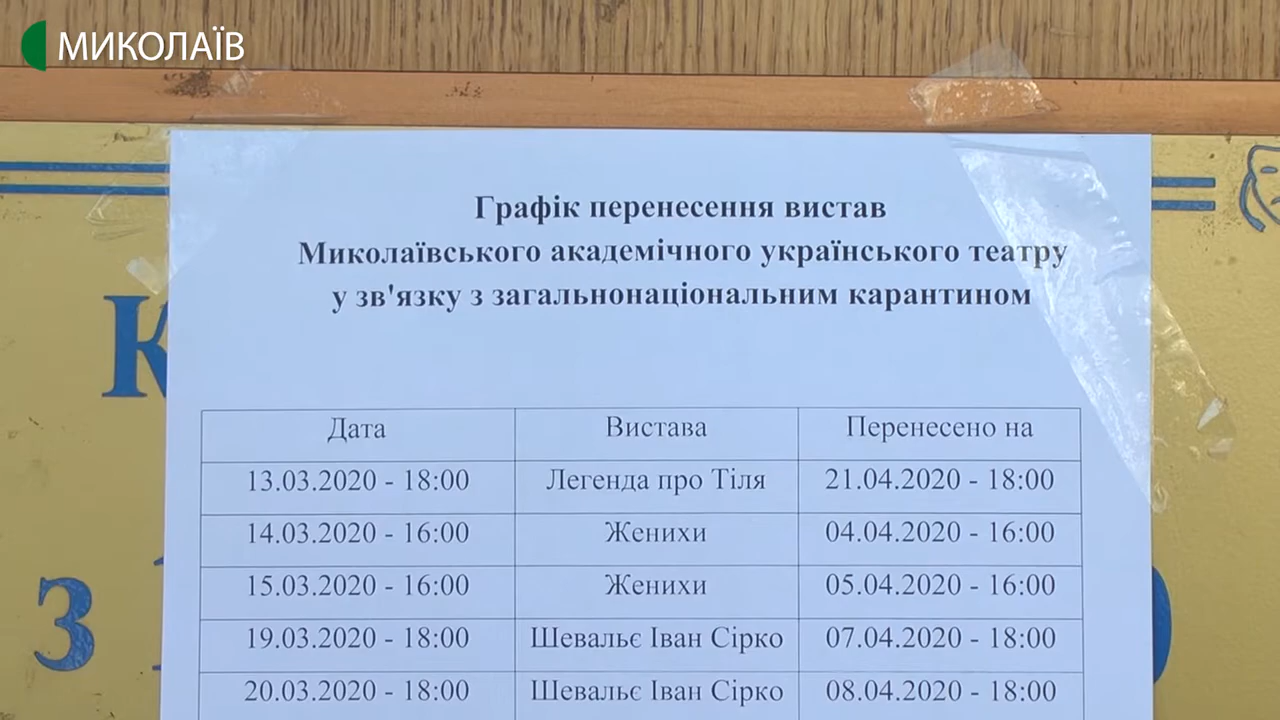 МИКОЛАЇВ
Графік перенесення вистав
Миколаївського академічного українського театру
у зв'язку з загальнонаціональним карантином
Дата Вистава Перенесено на
13.03.2020 - 18:00 Легенда про Тіля 21.04.2020 - 18:00
14.03.2020 - 16:00 Женихи 04.04.2020 - 16:00
15.03.2020 - 16:00 Женихи 05.04.2020 - 16:00
19.03.2020 - 18:00 Шевальє Іван Сірко 07.04.2020 - 18:00
20.03.2020 - 18:00 Шевальє Іван Сірко 08.04.2020 - 18:00